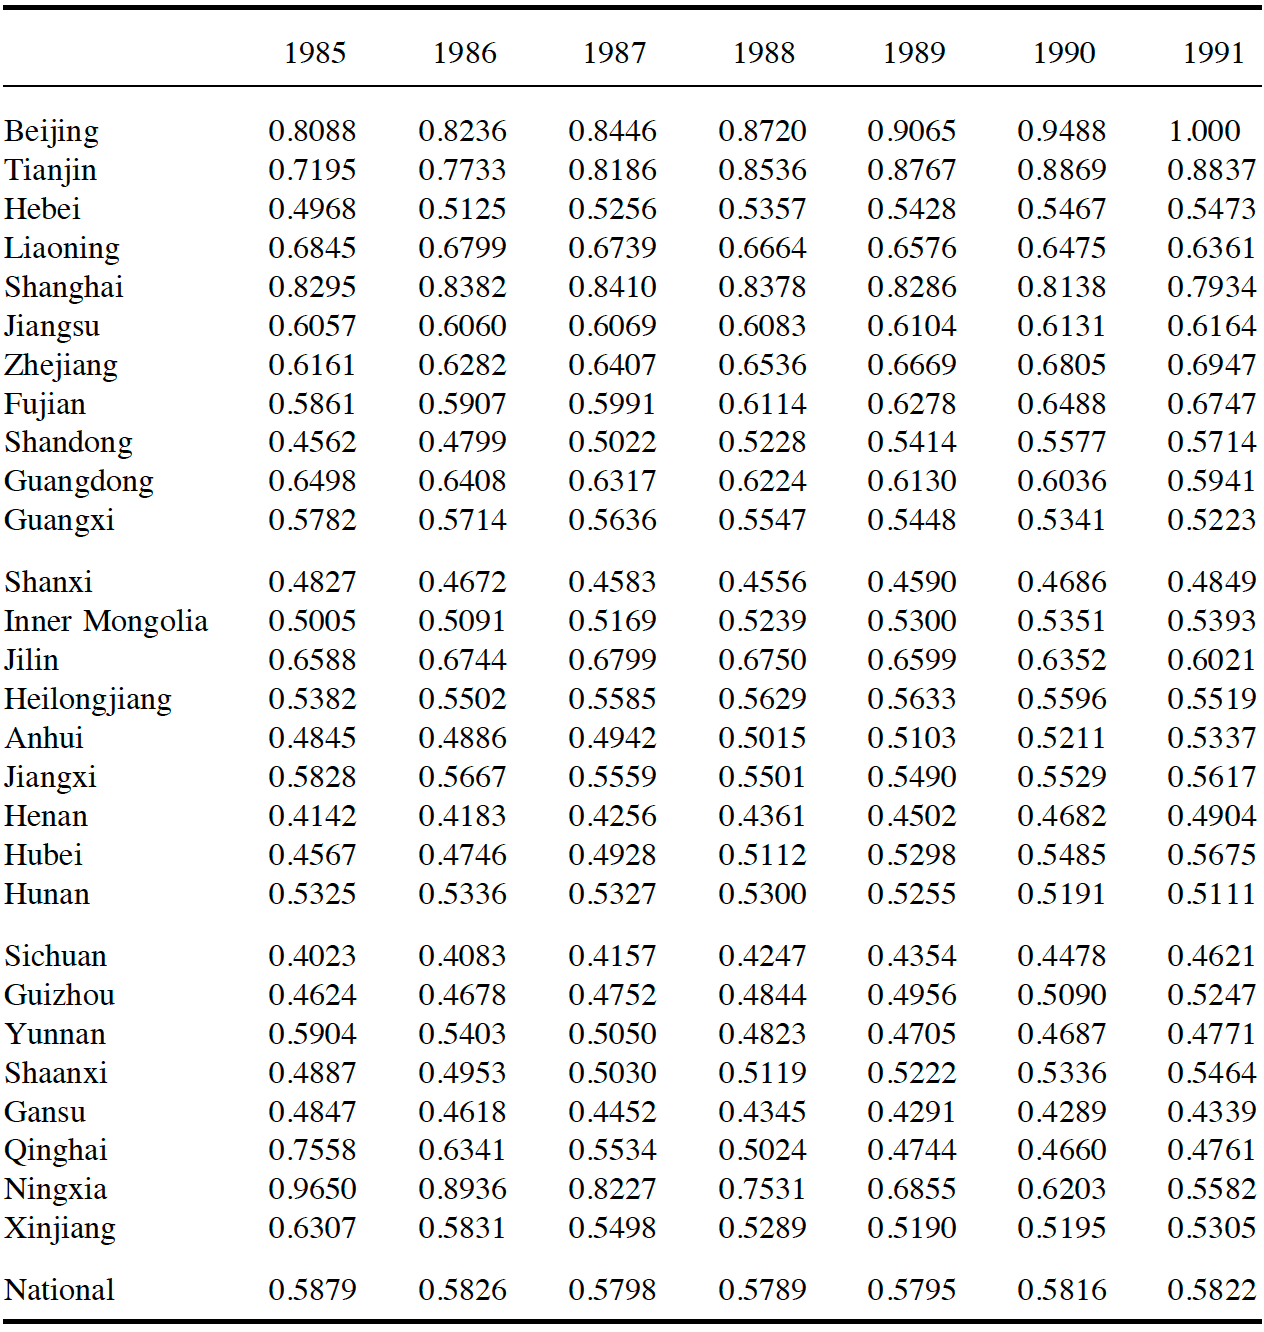 1985 1986 1987 1988 1989 1990 1991
Beijing 0.8088 0.8236 0.8446 0.8720 0.9065 0.9488 1.000
Tianjin 0.7195 0.7733 0.8186 0.8536 0.8767 0.8869 0.8837
Hebei 0.4968 0.5125 0.5256 0.5357 0.5428 0.5467 0.5473
Liaoning 0.6845 0.6799 0.6739 0.6664 0.6576 0.6475 0.6361
Shanghai 0.8295 0.8382 0.8410 0.8378 0.8286 0.8138 0.7934
Jiangsu 0.6057 0.6060 0.6069 0.6083 0.6104 0.6131 0.6164
Zhejiang 0.6161 0.6282 0.6407 0.6536 0.6669 0.6805 0.6947
Fujian 0.5861 0.5907 0.5991 0.6114 0.6278 0.6488 0.6747
Shandong 0.4562 0.4799 0.5022 0.5228 0.5414 0.5577 0.5714
Guangdong 0.6498 0.6408 0.6317 0.6224 0.6130 0.6036 0.5941
Guangxi 0.5782 0.5714 0.5636 0.5547 0.5448 0.5341 0.5223
Shanxi 0.4827 0.4672 0.4583 0.4556 0.4590 0.4686 0.4849
Inner Mongolia 0.5005 0.5091 0.5169 0.5239 0.5300 0.5351 0.5393
Jilin 0.6588 0.6744 0.6799 0.6750 0.6599 0.6352 0.6021
Heilongjiang 0.5382 0.5502 0.5585 0.5629 0.5633 0.5596 0.5519
Anhui 0.4845 0.4886 0.4942 0.5015 0.5103 0.5211 0.5337
Jiangxi 0.5828 0.5667 0.5559 0.5501 0.5490 0.5529 0.5617
Henan 0.4142 0.4183 0.4256 0.4361 0.4502 0.4682 0.4904
Hubei 0.4567 0.4746 0.4928 0.5112 0.5298 0.5485 0.5675
Hunan 0.5325 0.5336 0.5327 0.5300 0.5255 0.5191 0.5111
Sichuan 0.4023 0.4083 0.4157 0.4247 0.4354 0.4478 0.4621
Guizhou 0.4624 0.4678 0.4752 0.4844 0.4956 0.5090 0.5247
Yunnan 0.5904 0.5403 0.5050 0.4823 0.4705 0.4687 0.4771
Shaanxi 0.4887 0.4953 0.5030 0.5119 0.5222 0.5336 0.5464
Gansu 0.4847 0.4618 0.4452 0.4345 0.4291 0.4289 0.4339
Qinghai 0.7558 0.6341 0.5534 0.5024 0.4744 0.4660 0.4761
Ningxia 0.9650 0.8936 0.8227 0.7531 0.6855 0.6203 0.5582
Xinjiang 0.6307 0.5831 0.5498 0.5289 0.5190 0.5195 0.5305
National 0.5879 0.5826 0.5798 0.5789 0.5795 0.5816 0.5822